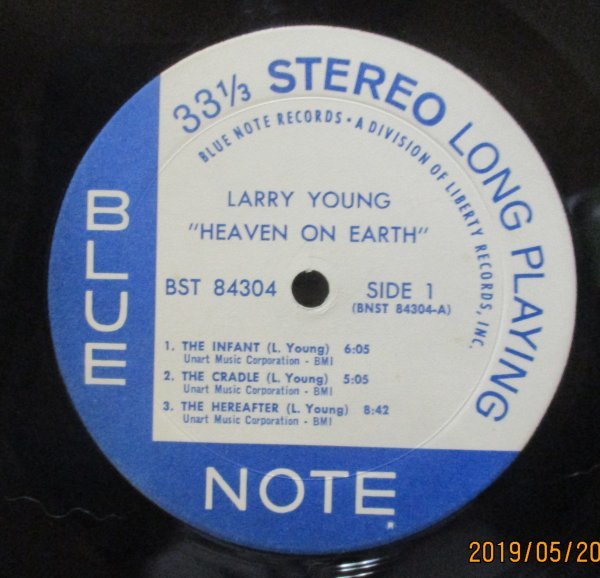 33⅓ STEREO LONG PLAYING
BLUE NOTE RECORDS • A DIVISION OF LIBERTY RECORDS, INC.
LARRY YOUNG
"HEAVEN ON EARTH"
BST 84304 SIDE 1
(BNST 84304-A)
1. THE INFANT (L. Young) 6:05
Unart Music Corporation - BMI
2. THE CRADLE (L. Young) 5:05
Unart Music Corporation - BMI
3. THE HEREAFTER (L. Young) 8:42
Unart Music Corporation - BMI
BLUE
NOTE
2019/05/20